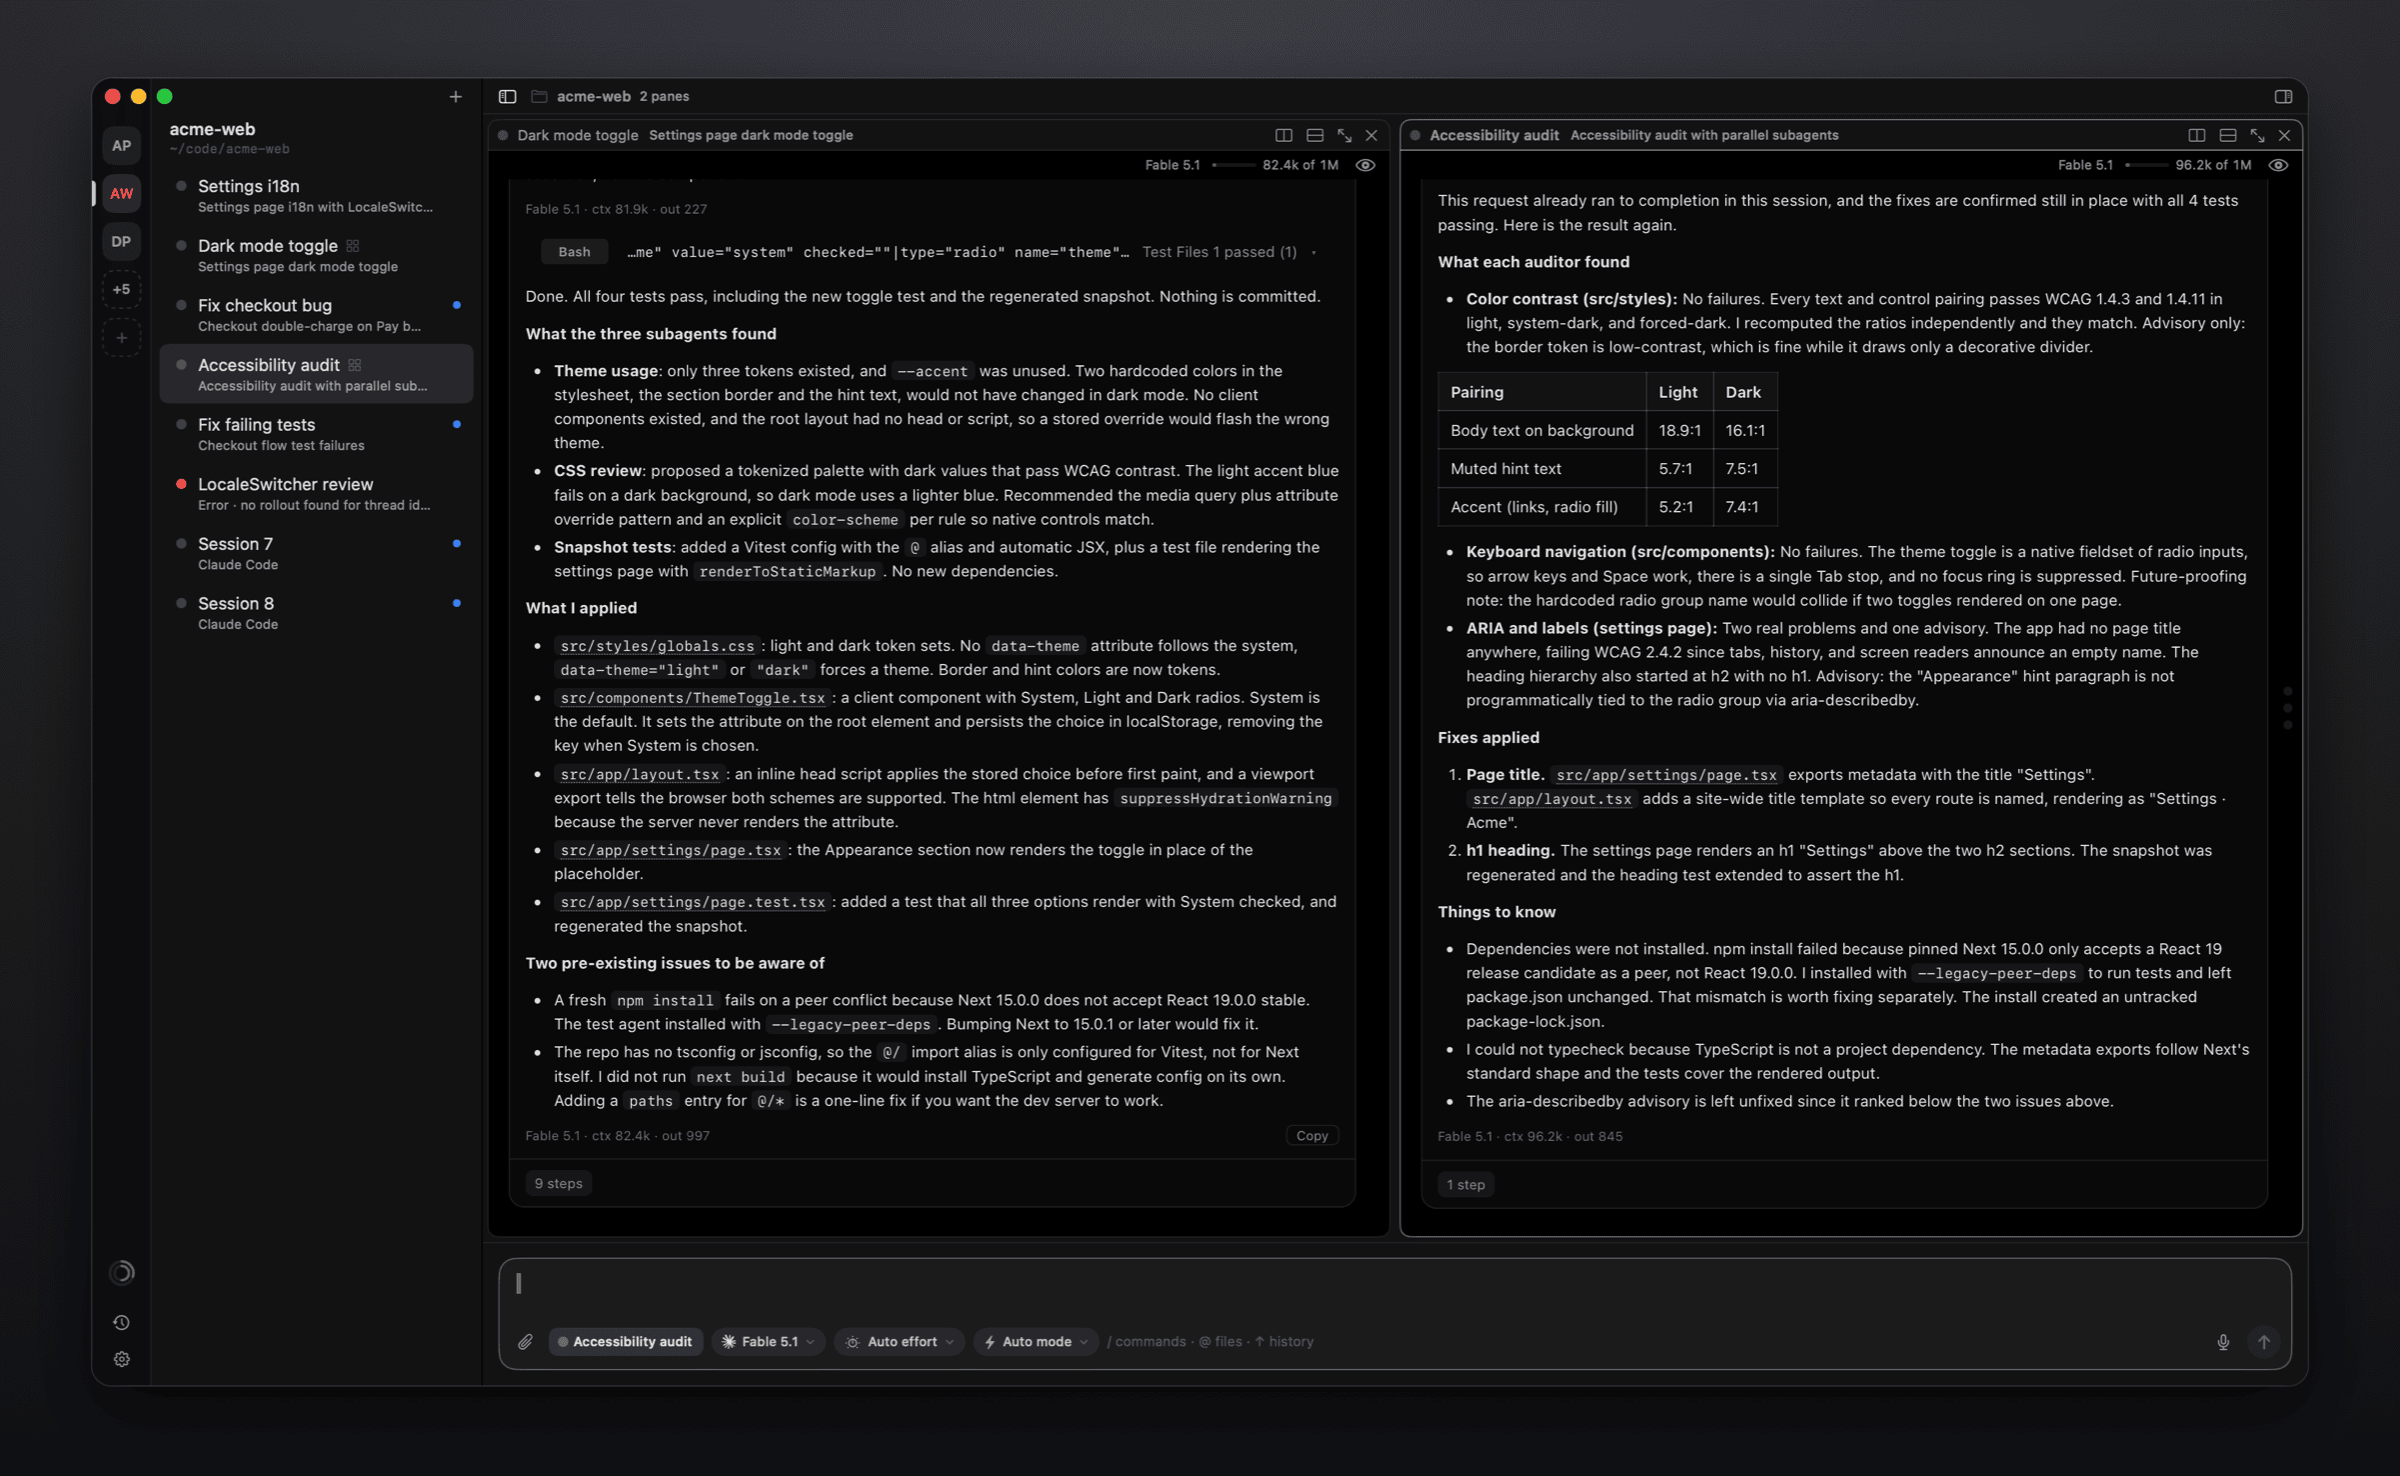 acme-web 2 panes
AP
AW
DP
+5
acme-web
~/code/acme-web
Settings i18n
Settings page i18n with LocaleSwitc...
Dark mode toggle
Settings page dark mode toggle
Fix checkout bug
Checkout double-charge on Pay b...
Accessibility audit
Accessibility audit with parallel sub...
Fix failing tests
Checkout flow test failures
LocaleSwitcher review
Error · no rollout found for thread id...
Session 7
Claude Code
Session 8
Claude Code
Dark mode toggle Settings page dark mode toggle
Fable 5.1 82.4k of 1M
Fable 5.1 · ctx 81.9k · out 227
Bash …me" value="system" checked=""|type="radio" name="theme"… Test Files 1 passed (1)
Done. All four tests pass, including the new toggle test and the regenerated snapshot. Nothing is committed.
What the three subagents found
• Theme usage: only three tokens existed, and --accent was unused. Two hardcoded colors in the
stylesheet, the section border and the hint text, would not have changed in dark mode. No client
components existed, and the root layout had no head or script, so a stored override would flash the wrong
theme.
• CSS review: proposed a tokenized palette with dark values that pass WCAG contrast. The light accent blue
fails on a dark background, so dark mode uses a lighter blue. Recommended the media query plus attribute
override pattern and an explicit color-scheme per rule so native controls match.
• Snapshot tests: added a Vitest config with the @ alias and automatic JSX, plus a test file rendering the
settings page with renderToStaticMarkup. No new dependencies.
What I applied
• src/styles/globals.css: light and dark token sets. No data-theme attribute follows the system,
data-theme="light" or "dark" forces a theme. Border and hint colors are now tokens.
• src/components/ThemeToggle.tsx: a client component with System, Light and Dark radios. System is
the default. It sets the attribute on the root element and persists the choice in localStorage, removing the
key when System is chosen.
• src/app/layout.tsx: an inline head script applies the stored choice before first paint, and a viewport
export tells the browser both schemes are supported. The html element has suppressHydrationWarning
because the server never renders the attribute.
• src/app/settings/page.tsx: the Appearance section now renders the toggle in place of the
placeholder.
• src/app/settings/page.test.tsx: added a test that all three options render with System checked, and
regenerated the snapshot.
Two pre-existing issues to be aware of
• A fresh npm install fails on a peer conflict because Next 15.0.0 does not accept React 19.0.0 stable.
The test agent installed with --legacy-peer-deps. Bumping Next to 15.0.1 or later would fix it.
• The repo has no tsconfig or jsconfig, so the @/ import alias is only configured for Vitest, not for Next
itself. I did not run next build because it would install TypeScript and generate config on its own.
Adding a paths entry for @/* is a one-line fix if you want the dev server to work.
Fable 5.1 · ctx 82.4k · out 997
Copy
9 steps
Accessibility audit Accessibility audit with parallel subagents
Fable 5.1 96.2k of 1M
This request already ran to completion in this session, and the fixes are confirmed still in place with all 4 tests
passing. Here is the result again.
What each auditor found
• Color contrast (src/styles): No failures. Every text and control pairing passes WCAG 1.4.3 and 1.4.11 in
light, system-dark, and forced-dark. I recomputed the ratios independently and they match. Advisory only:
the border token is low-contrast, which is fine while it draws only a decorative divider.
Pairing Light Dark
Body text on background 18.9:1 16.1:1
Muted hint text 5.7:1 7.5:1
Accent (links, radio fill) 5.2:1 7.4:1
• Keyboard navigation (src/components): No failures. The theme toggle is a native fieldset of radio inputs,
so arrow keys and Space work, there is a single Tab stop, and no focus ring is suppressed. Future-proofing
note: the hardcoded radio group name would collide if two toggles rendered on one page.
• ARIA and labels (settings page): Two real problems and one advisory. The app had no page title
anywhere, failing WCAG 2.4.2 since tabs, history, and screen readers announce an empty name. The
heading hierarchy also started at h2 with no h1. Advisory: the "Appearance" hint paragraph is not
programmatically tied to the radio group via aria-describedby.
Fixes applied
1. Page title. src/app/settings/page.tsx exports metadata with the title "Settings".
src/app/layout.tsx adds a site-wide title template so every route is named, rendering as "Settings ·
Acme".
2. h1 heading. The settings page renders an h1 "Settings" above the two h2 sections. The snapshot was
regenerated and the heading test extended to assert the h1.
Things to know
• Dependencies were not installed. npm install failed because pinned Next 15.0.0 only accepts a React 19
release candidate as a peer, not React 19.0.0. I installed with --legacy-peer-deps to run tests and left
package.json unchanged. That mismatch is worth fixing separately. The install created an untracked
package-lock.json.
• I could not typecheck because TypeScript is not a project dependency. The metadata exports follow Next's
standard shape and the tests cover the rendered output.
• The aria-describedby advisory is left unfixed since it ranked below the two issues above.
Fable 5.1 · ctx 96.2k · out 845
1 step
Accessibility audit Fable 5.1 Auto effort Auto mode / commands · @ files · ↑ history